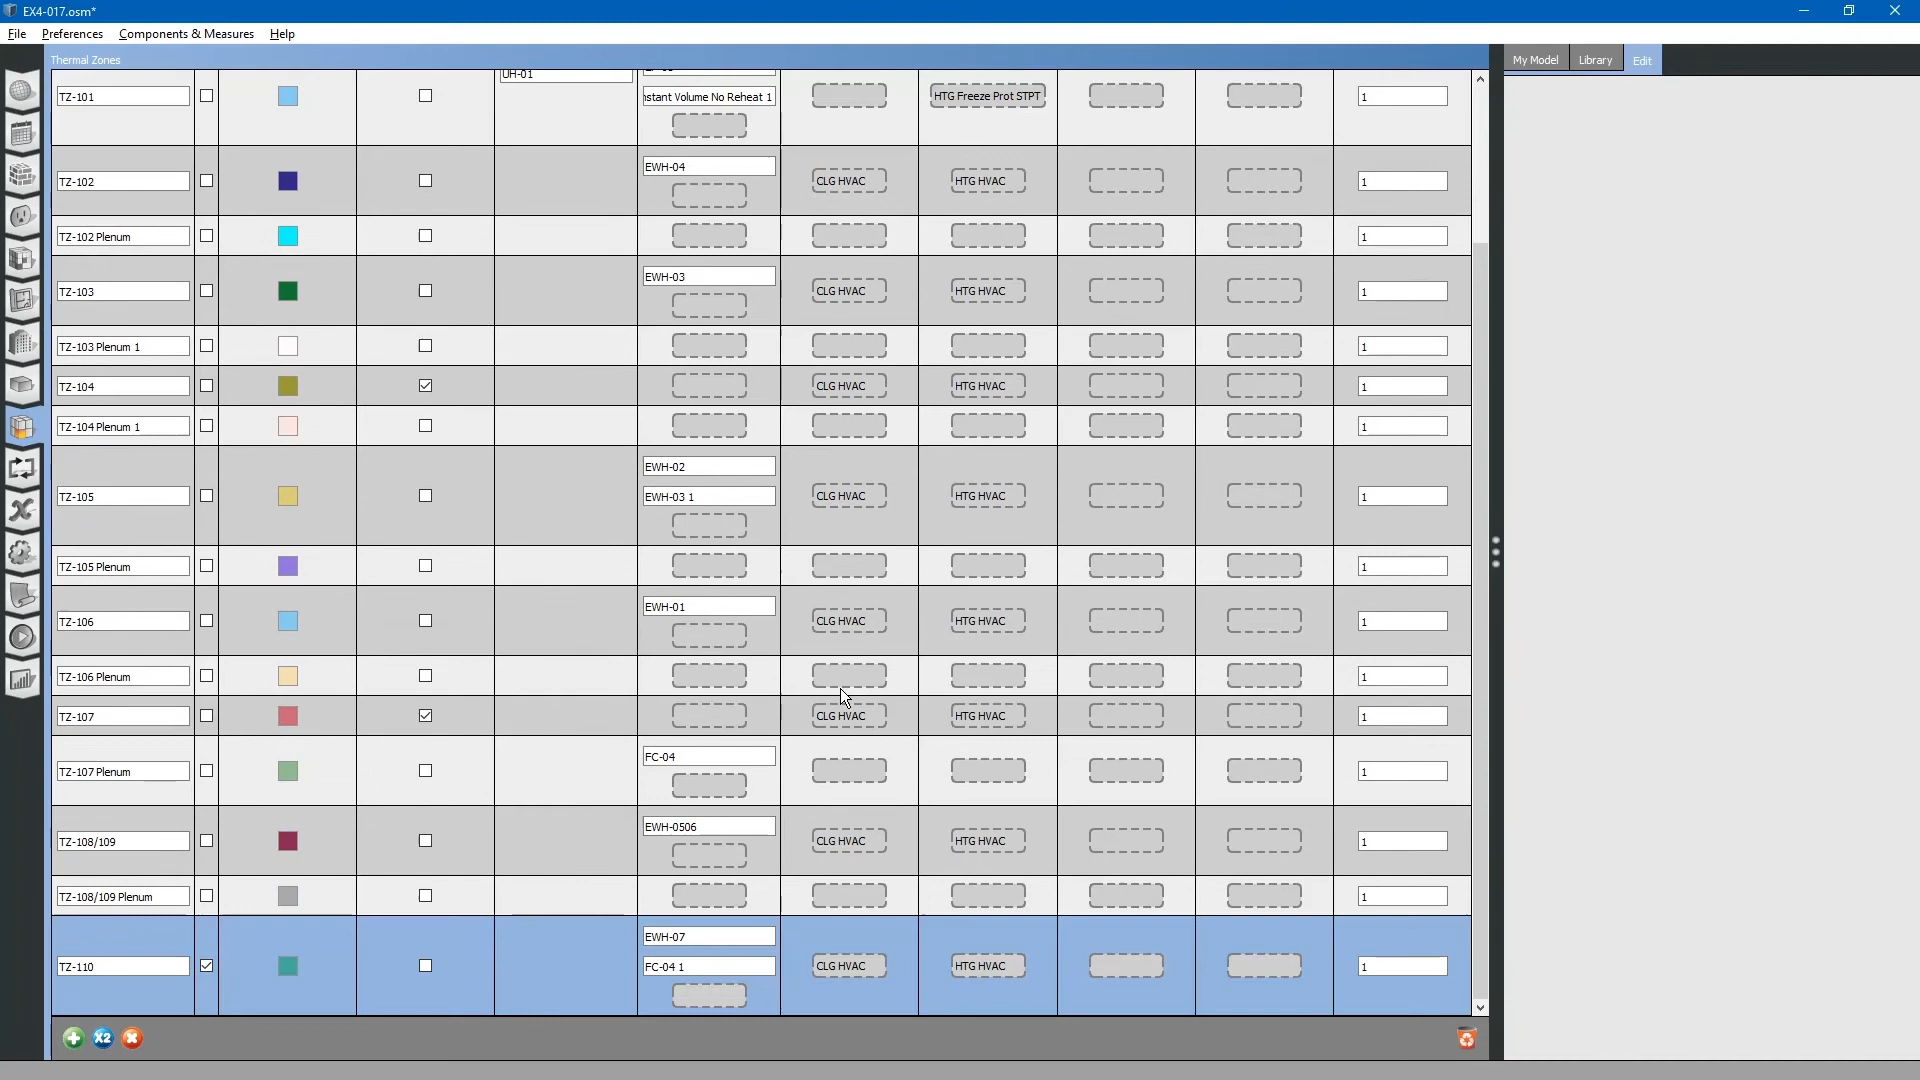 EX4-017.osm*
File Preferences Components & Measures Help
Thermal Zones
My Model Library Edit
UH-01
TZ-101 nstant Volume No Reheat 1 HTG Freeze Prot STPT 1
EWH-04
TZ-102 CLG HVAC HTG HVAC 1
TZ-102 Plenum 1
EWH-03
TZ-103 CLG HVAC HTG HVAC 1
TZ-103 Plenum 1 1
TZ-104 CLG HVAC HTG HVAC 1
TZ-104 Plenum 1 1
EWH-02
TZ-105 EWH-03 1 CLG HVAC HTG HVAC 1
TZ-105 Plenum 1
EWH-01
TZ-106 CLG HVAC HTG HVAC 1
TZ-106 Plenum 1
TZ-107 CLG HVAC HTG HVAC 1
FC-04
TZ-107 Plenum 1
EWH-0506
TZ-108/109 CLG HVAC HTG HVAC 1
TZ-108/109 Plenum 1
EWH-07
TZ-110 FC-04 1 CLG HVAC HTG HVAC 1
X2